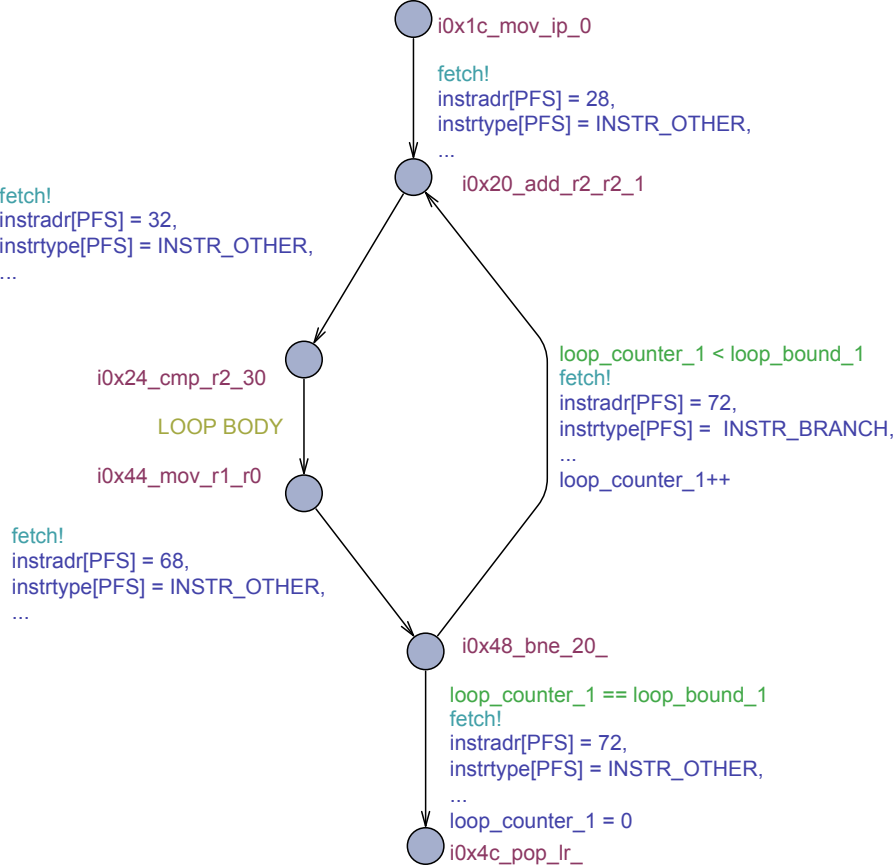 i0x1c_mov_ip_0
fetch!
instradr[PFS] = 28,
instrtype[PFS] = INSTR_OTHER,
...
i0x20_add_r2_r2_1
fetch!
instradr[PFS] = 32,
instrtype[PFS] = INSTR_OTHER,
...
i0x24_cmp_r2_30
LOOP BODY
i0x44_mov_r1_r0
loop_counter_1 < loop_bound_1
fetch!
instradr[PFS] = 72,
instrtype[PFS] =  INSTR_BRANCH,
...
loop_counter_1++
fetch!
instradr[PFS] = 68,
instrtype[PFS] = INSTR_OTHER,
...
i0x48_bne_20_
loop_counter_1 == loop_bound_1
fetch!
instradr[PFS] = 72,
instrtype[PFS] = INSTR_OTHER,
...
loop_counter_1 = 0
i0x4c_pop_lr_